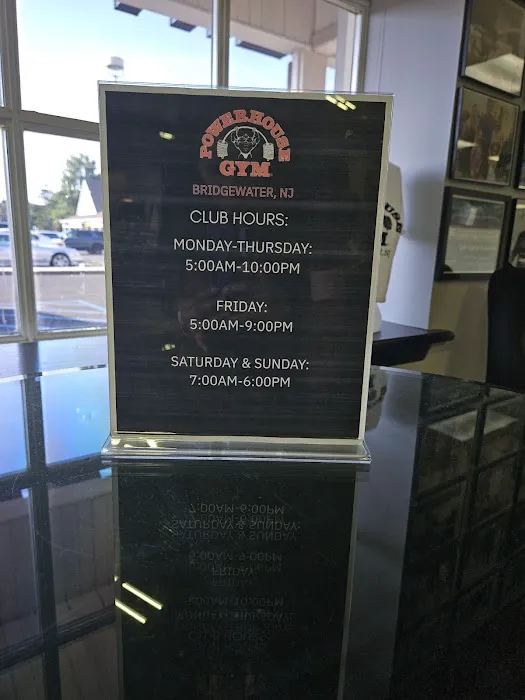 POWERHOUSE
GYM
BRIDGEWATER, NJ
CLUB HOURS:
MONDAY-THURSDAY:
5:00AM-10:00PM
FRIDAY:
5:00AM-9:00PM
SATURDAY & SUNDAY:
7:00AM-6:00PM